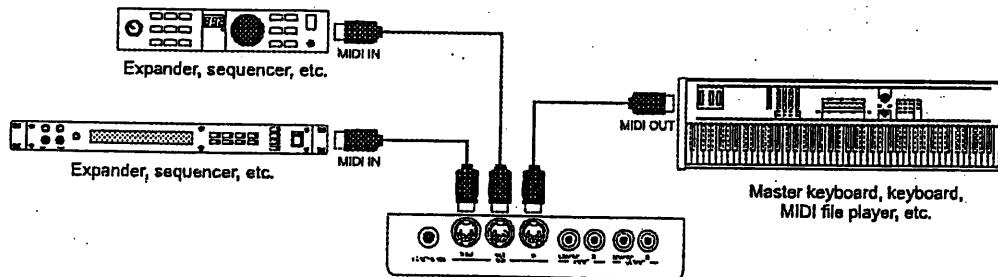 MIDI IN
Expander, sequencer, etc.
MIDI OUT
MIDI IN
Expander, sequencer, etc.
Master keyboard, keyboard,
MIDI file player, etc.